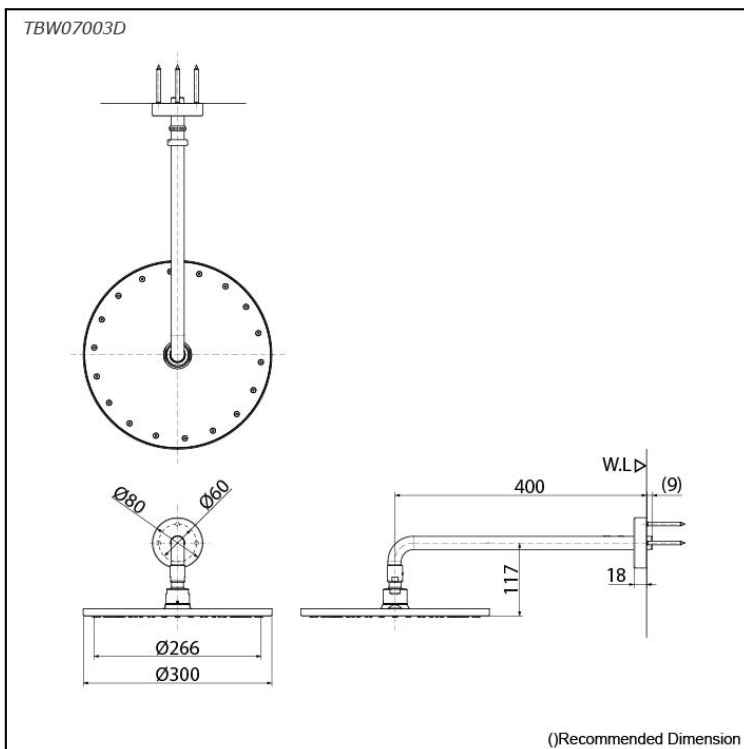 TBW07003D
W.L
400
(9)
Ø80
Ø60
18
117
Ø266
Ø300
()Recommended Dimension